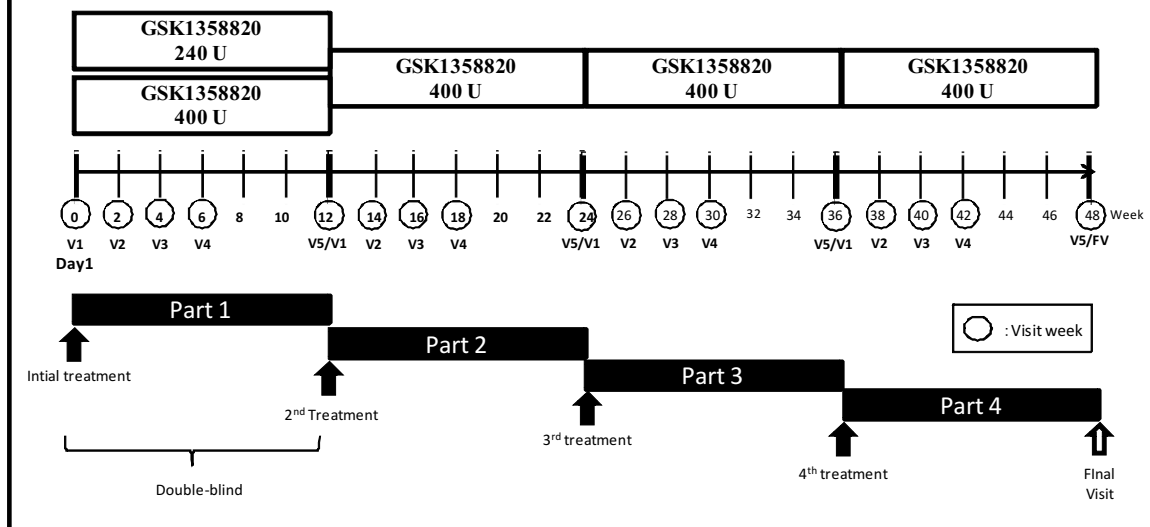 GSK1358820
240 U
GSK1358820
400 U
GSK1358820
400 U
GSK1358820
400 U
GSK1358820
400 U
0 2 4 6 8 10 12 14 16 18 20 22 24 26 28 30 32 34 36 38 40 42 44 46 48 Week
V1 V2 V3 V4 V5/V1 V2 V3 V4 V5/V1 V2 V3 V4 V5/V1 V2 V3 V4 V5/FV
Day1
Part 1
: Visit week
Part 2
Intial treatment
Part 3
2nd Treatment
Part 4
3rd treatment
4th treatment
FInal
Visit
Double-blind